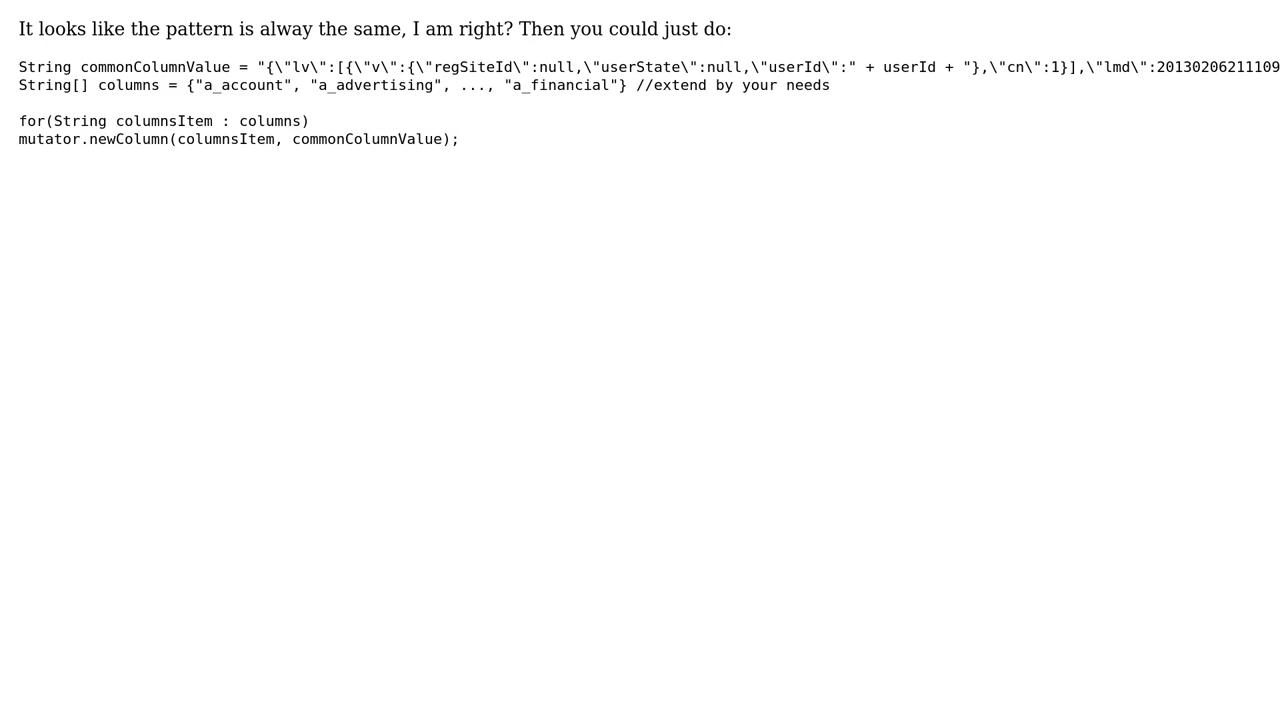 It looks like the pattern is alway the same, I am right? Then you could just do:
String commonColumnValue = "{\"lv\":[{\"v\":{\"regSiteId\":null,\"userState\":null,\"userId\":" + userId + "},\"cn\":1}],\"lmd\":20130206211109
String[] columns = {"a_account", "a_advertising", ..., "a_financial"} //extend by your needs
for(String columnsItem : columns)
mutator.newColumn(columnsItem, commonColumnValue);